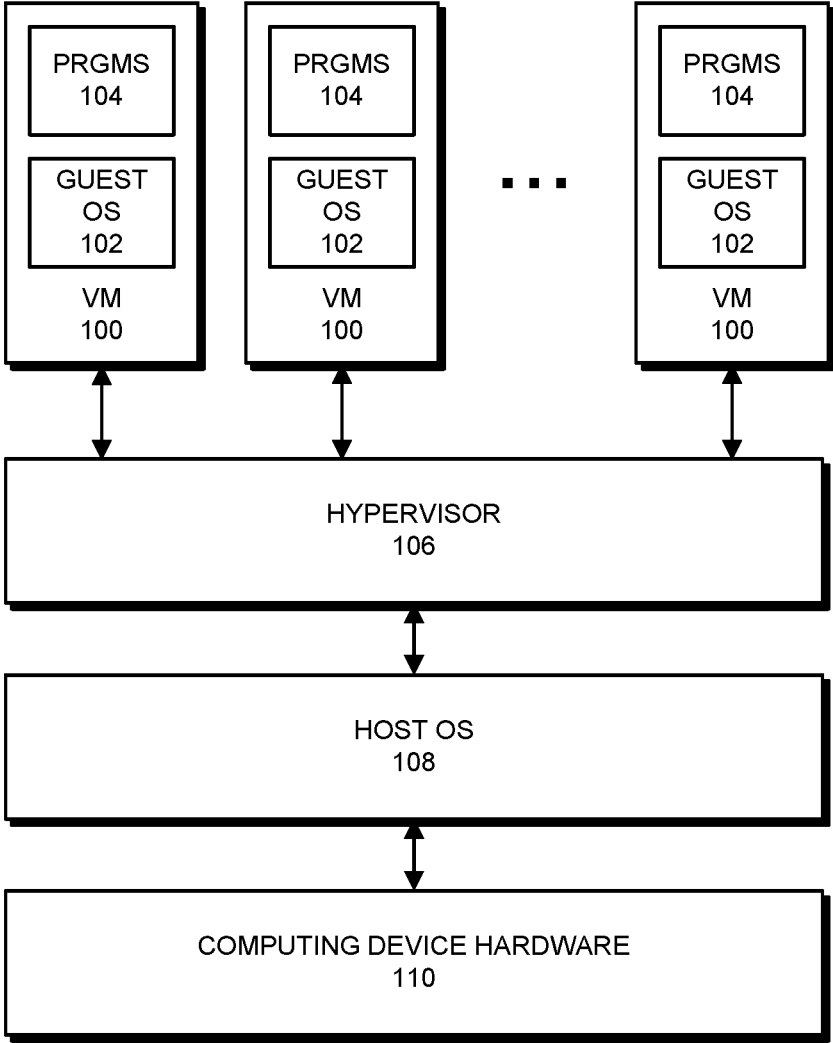 PRGMS
104
GUEST
OS
102
VM
100
PRGMS
104
GUEST
OS
102
VM
100
...
PRGMS
104
GUEST
OS
102
VM
100
HYPERVISOR
106
HOST OS
108
COMPUTING DEVICE HARDWARE
110